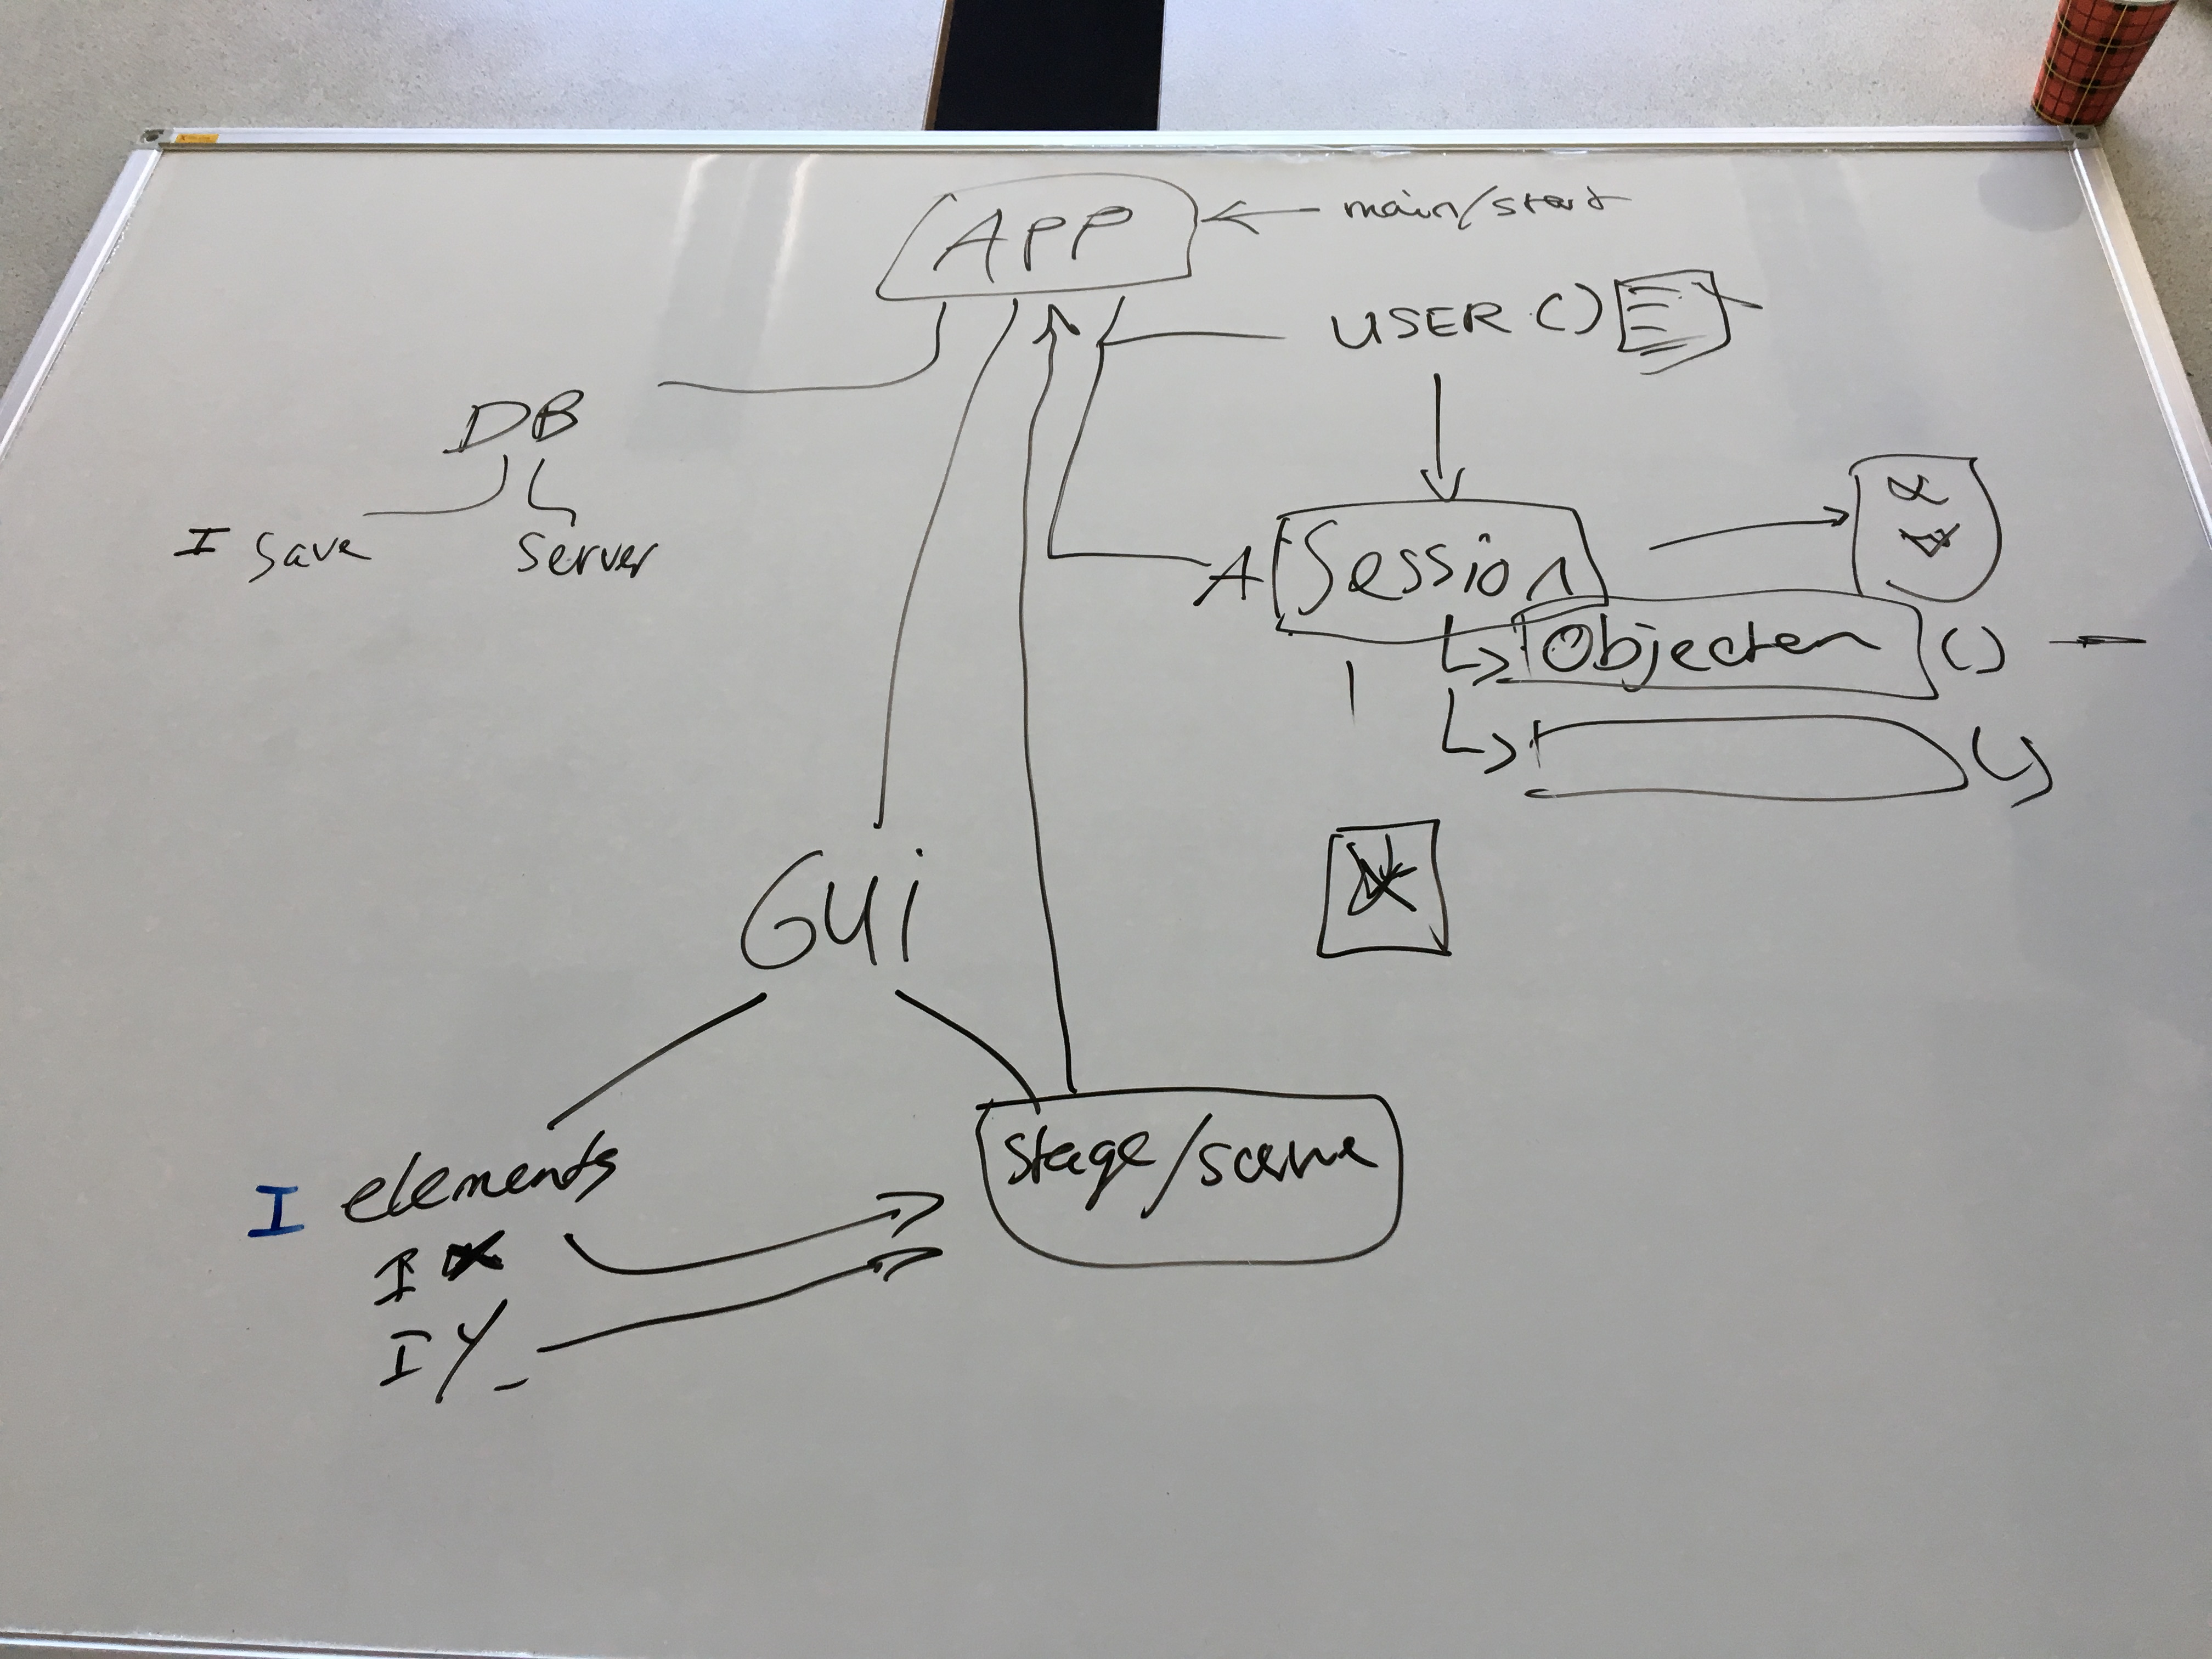 APP
main/start
DB
USER ()
I save
server
A
Session
Objecten ()
GUi
I elements
I X
I Y
stage/scene